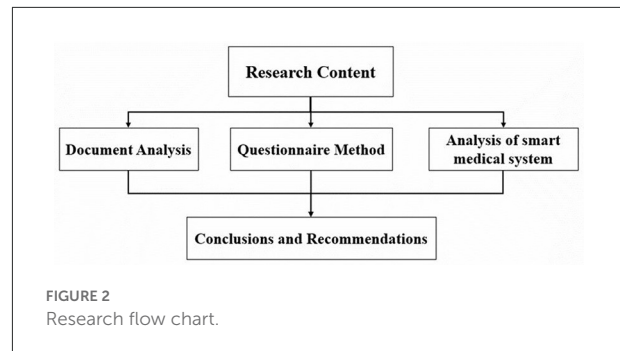 Research Content
Document Analysis
Questionnaire Method
Analysis of smart
medical system
Conclusions and Recommendations
FIGURE 2
Research flow chart.